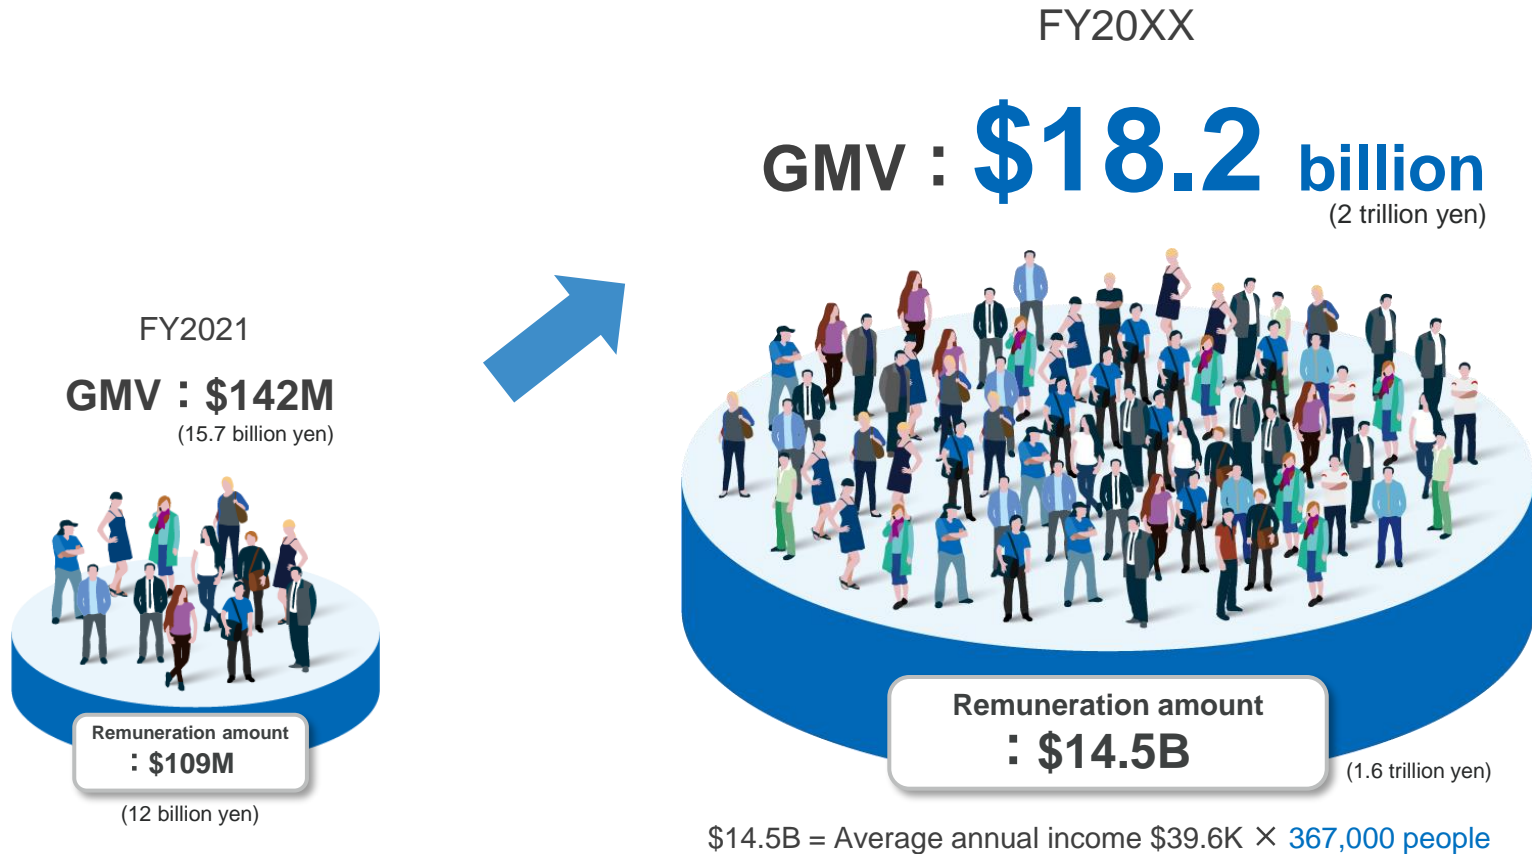 FY2021
GMV：$142M
(15.7 billion yen)
Remuneration amount
：$109M
(12 billion yen)
FY20XX
GMV：$18.2 billion
(2 trillion yen)
Remuneration amount
：$14.5B
(1.6 trillion yen)
$14.5B = Average annual income $39.6K × 367,000 people